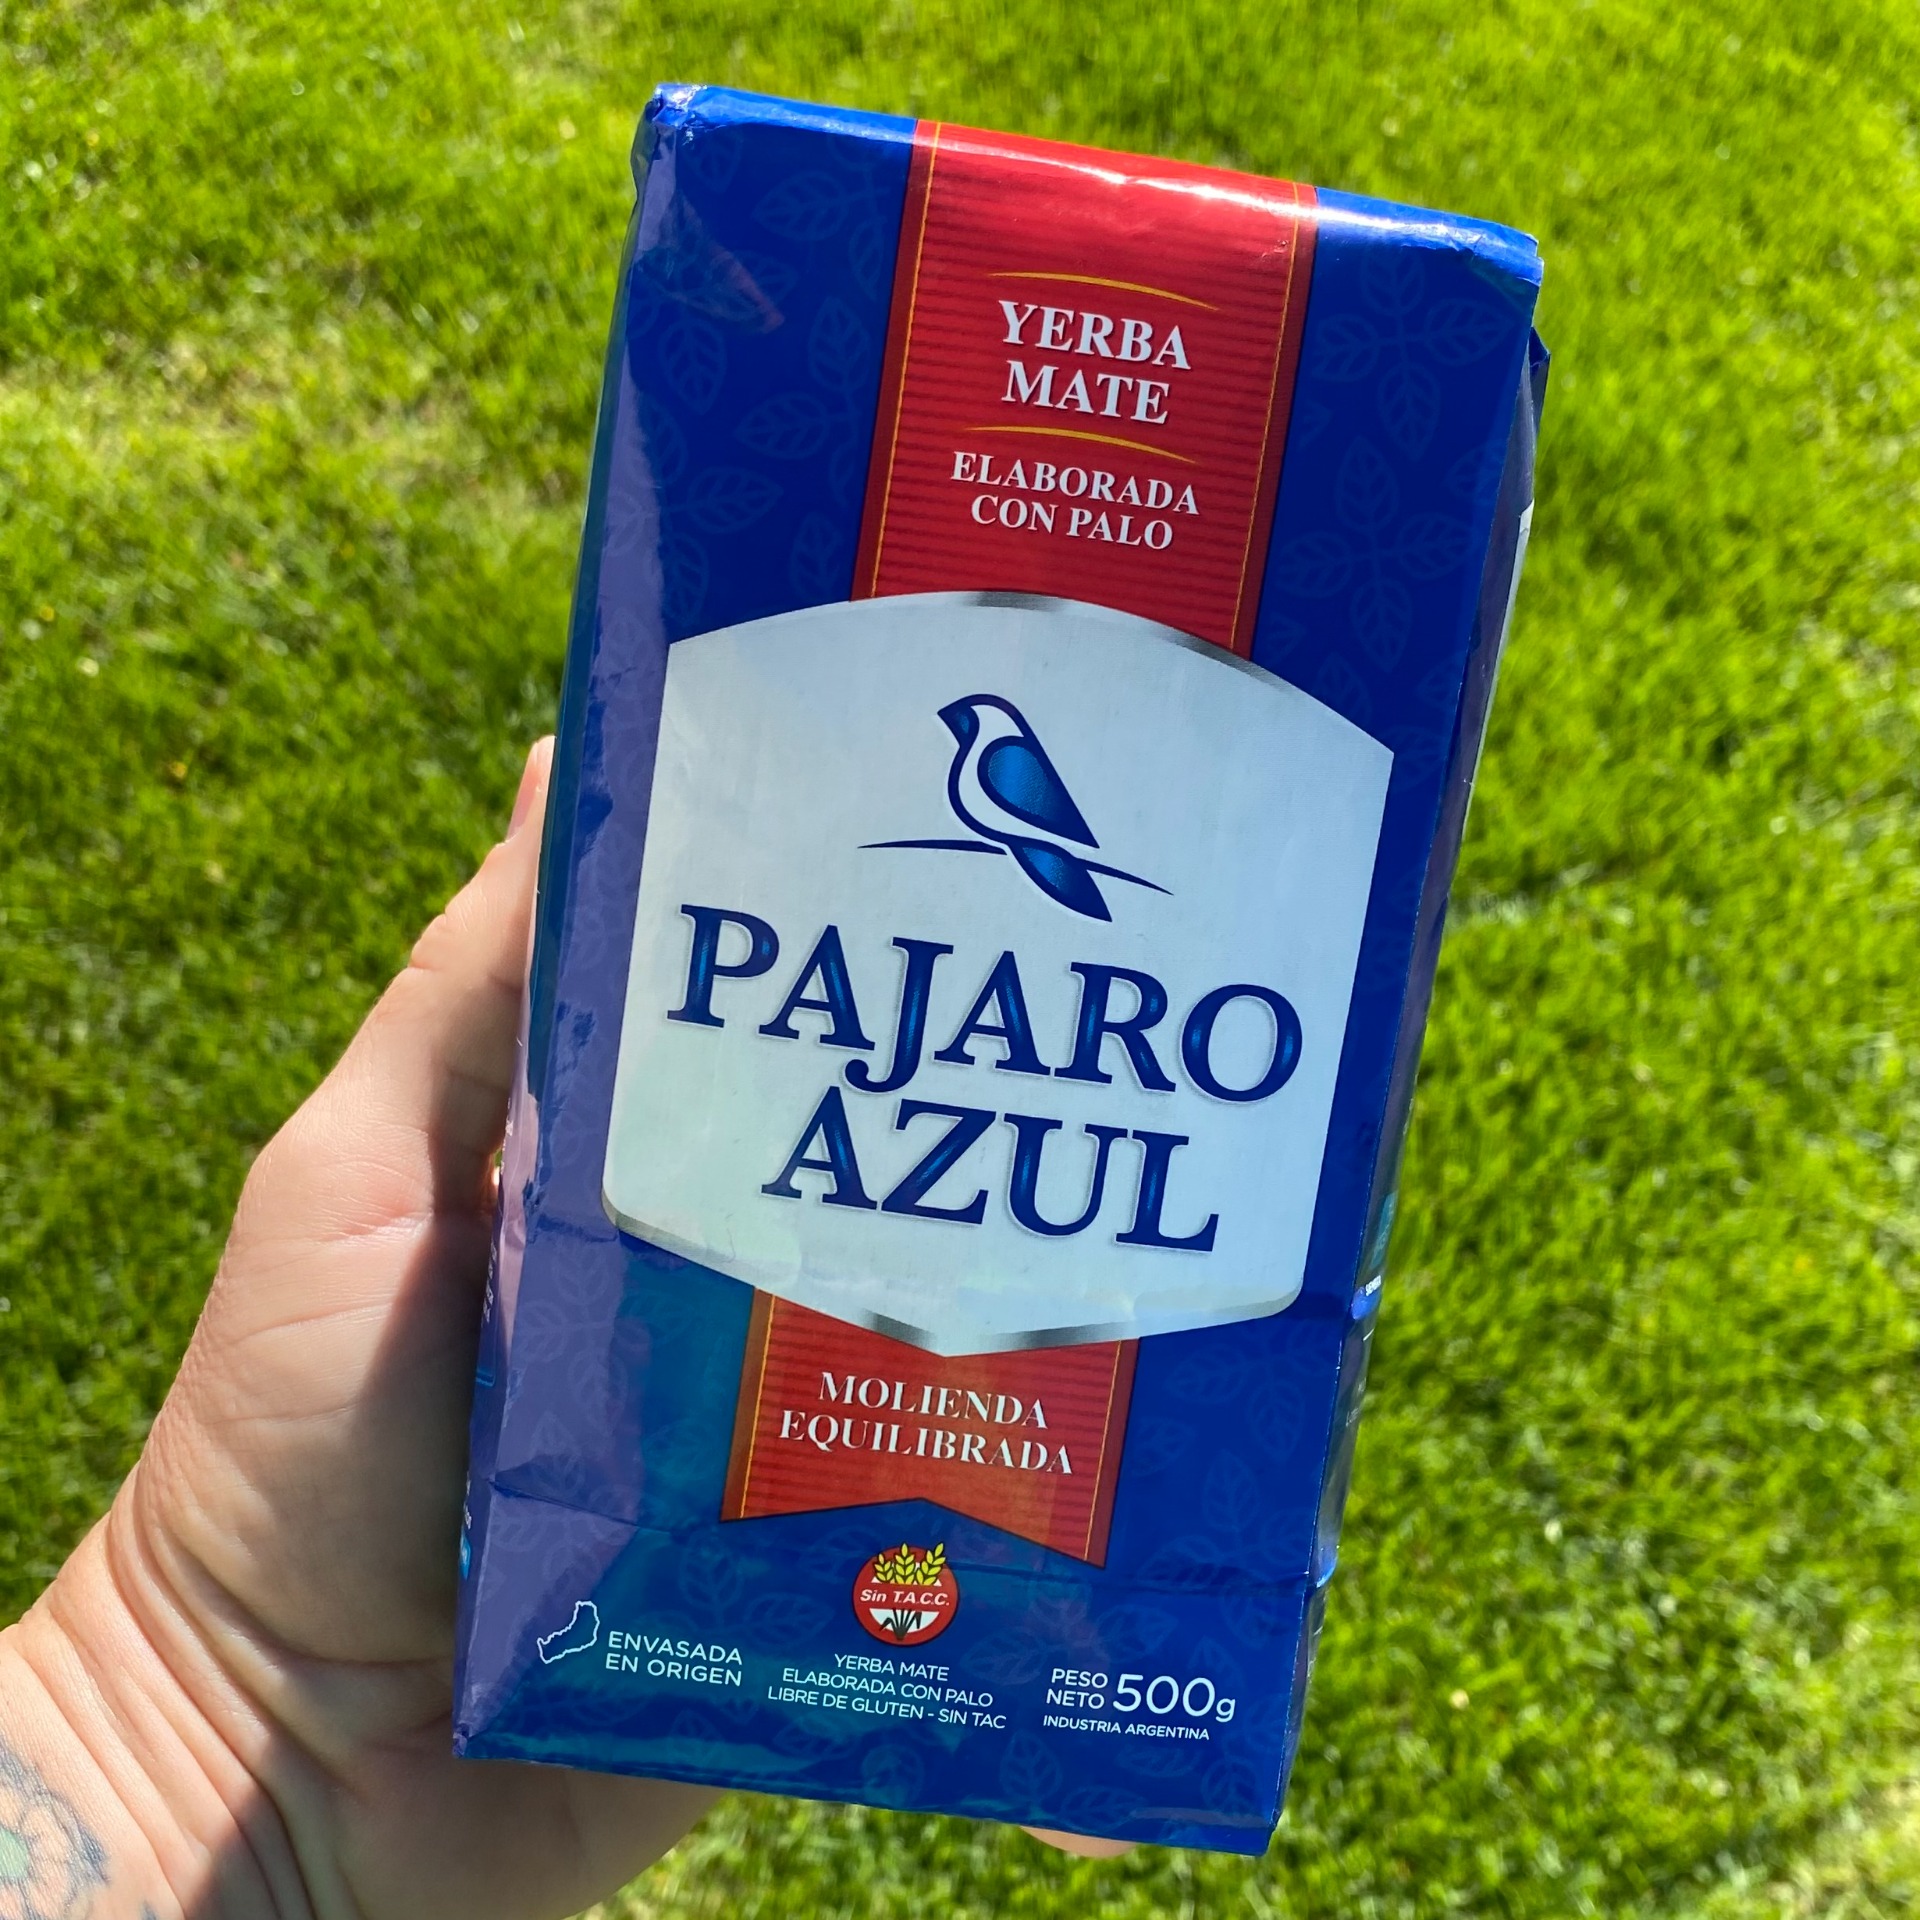 YERBA
MATE
ELABORADA
CON PALO
PAJARO
AZUL
MOLIENDA
EQUILIBRADA
Sin T.A.C.C.
ENVASADA
EN ORIGEN
YERBA MATE
ELABORADA CON PALO
LIBRE DE GLUTEN - SIN TAC
PESO
NETO 500g
INDUSTRIA ARGENTINA